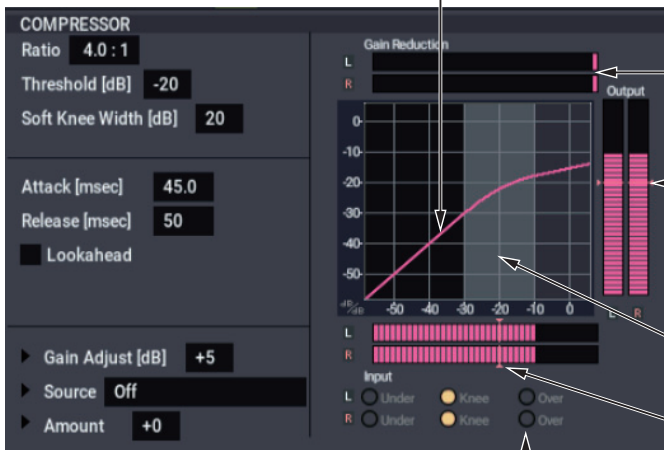 COMPRESSOR
Ratio 4.0 : 1
Threshold [dB] -20
Soft Knee Width [dB] 20
Attack [msec] 45.0
Release [msec] 50
Lookahead
Gain Adjust [dB] +5
Source Off
Amount +0
Gain Reduction
L
R
Output
0
-10
-20
-30
-40
-50
dB/dB -50 -40 -30 -20 -10 0
L R
L
R
Input
L Under Knee Over
R Under Knee Over